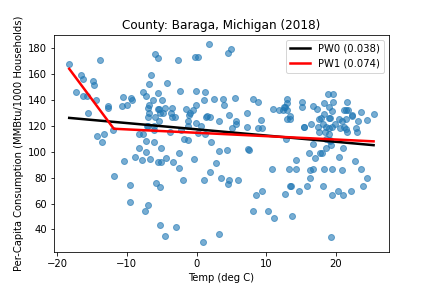 County: Baraga, Michigan (2018)
Per-Capita Consumption (MMBtu/1000 Households)
180
160
140
120
100
80
60
40
PW0 (0.038)
PW1 (0.074)
−20
−10
0
10
20
Temp (deg C)